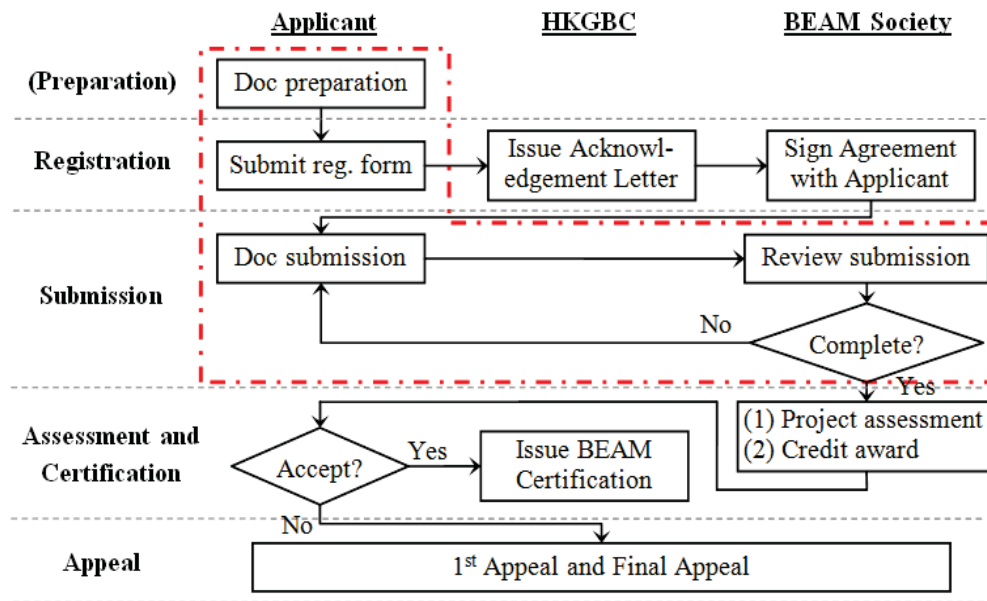 Applicant
HKGBC
BEAM Society
(Preparation)
Doc preparation
Registration
Submit reg. form
Issue Acknowl-
edgement Letter
Sign Agreement
with Applicant
Submission
Doc submission
Review submission
No
Complete?
Yes
Assessment and
Certification
Accept?
Yes
Issue BEAM
Certification
(1) Project assessment
(2) Credit award
No
Appeal
1st Appeal and Final Appeal